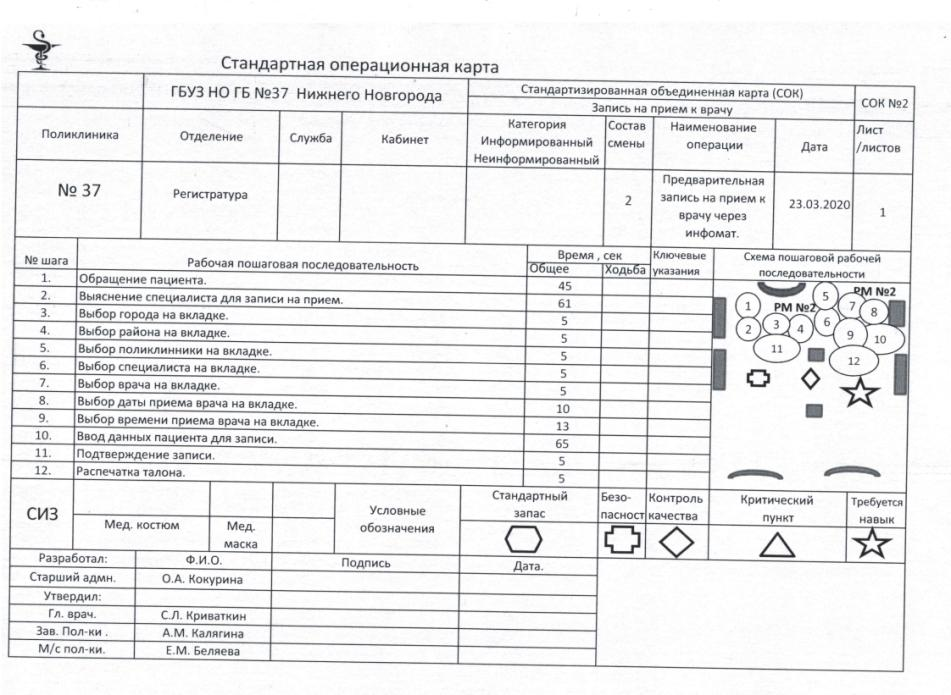 Стандартная операционная карта
ГБУЗ НО ГБ №37 Нижнего Новгорода
Стандартизированная объединенная карта (СОК)
СОК №2
Запись на прием к врачу
Поликлиника
Отделение
Служба
Кабинет
Категория
Информированный
Неинформированный
Состав
смены
Наименование
операции
Дата
Лист
/листов
№ 37
Регистратура
2
Предварительная
запись на прием к
врачу через
инфомат.
23.03.2020
1
№ шага
Рабочая пошаговая последовательность
Время , сек
Общее
Ходьба
Ключевые
указания
Схема пошаговой рабочей
последовательности
1. Обращение пациента. 45
2. Выяснение специалиста для записи на прием. 61
3. Выбор города на вкладке. 5
4. Выбор района на вкладке. 5
5. Выбор поликлинники на вкладке. 5
6. Выбор специалиста на вкладке. 5
7. Выбор врача на вкладке. 5
8. Выбор даты приема врача на вкладке. 10
9. Выбор времени приема врача на вкладке. 13
10. Ввод данных пациента для записи. 65
11. Подтверждение записи. 5
12. Распечатка талона. 5
РМ №2
РМ №2
1
5
7
8
2
3
4
6
9
10
11
12
СИЗ
Мед. костюм
Мед.
маска
Условные
обозначения
Стандартный
запас
Безо-
пасност
Контроль
качества
Критический
пункт
Требуется
навык
Разработал:
Ф.И.О.
Подпись
Дата.
Старший адмн.
О.А. Кокурина
Утвердил:
Гл. врач.
С.Л. Криваткин
Зав. Пол-ки .
А.М. Калягина
М/с пол-ки.
Е.М. Беляева